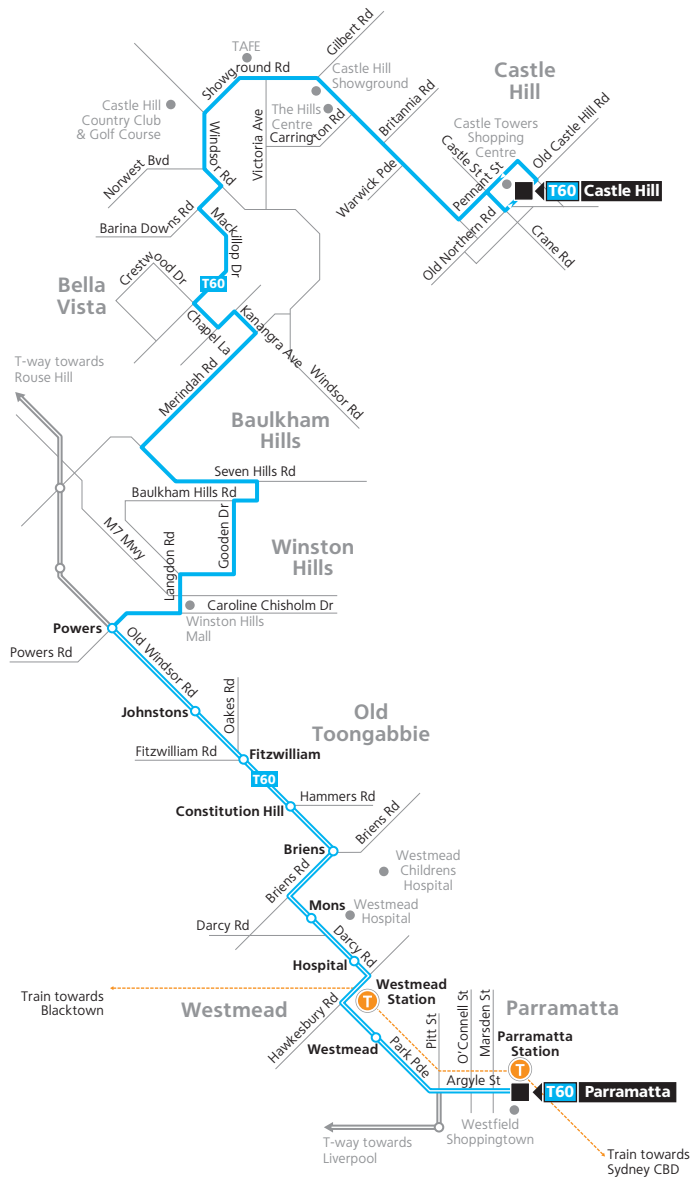 Gilbert Rd
TAFE
Showground Rd
Castle Hill
Showground
Castle
Hill
Castle Hill
Country Club
& Golf Course
The Hills
Centre
Carrington Rd
Britannia Rd
Victoria Ave
Windsor Rd
Castle Towers
Shopping
Centre
Old Castle Hill Rd
Castle St
Pennant St
Warwick Pde
Norwest Bvd
T60 Castle Hill
Barina Downs Rd
Mackillop Dr
Old Northern Rd
Crane Rd
Crestwood Dr
T60
Bella
Vista
Chapel La
Kanangra Ave
Windsor Rd
T-way towards
Rouse Hill
Merindah Rd
Baulkham
Hills
Seven Hills Rd
Baulkham Hills Rd
M7 Mwy
Langdon Rd
Gooden Dr
Winston
Hills
Caroline Chisholm Dr
Winston Hills
Mall
Powers
Powers Rd
Old Windsor Rd
Johnstons
Oakes Rd
Old
Toongabbie
Fitzwilliam Rd
Fitzwilliam
T60
Hammers Rd
Constitution Hill
Briens Rd
Briens
Westmead
Childrens
Hospital
Briens Rd
Mons
Westmead
Hospital
Darcy Rd
Darcy Rd
Hospital
Westmead
Station
Train towards
Blacktown
Westmead
Hawkesbury Rd
Pitt St
O'Connell St
Marsden St
Parramatta
Parramatta
Station
Westmead
Park Pde
Argyle St
T60 Parramatta
Westfield
Shoppingtown
T-way towards
Liverpool
Train towards
Sydney CBD
T
T